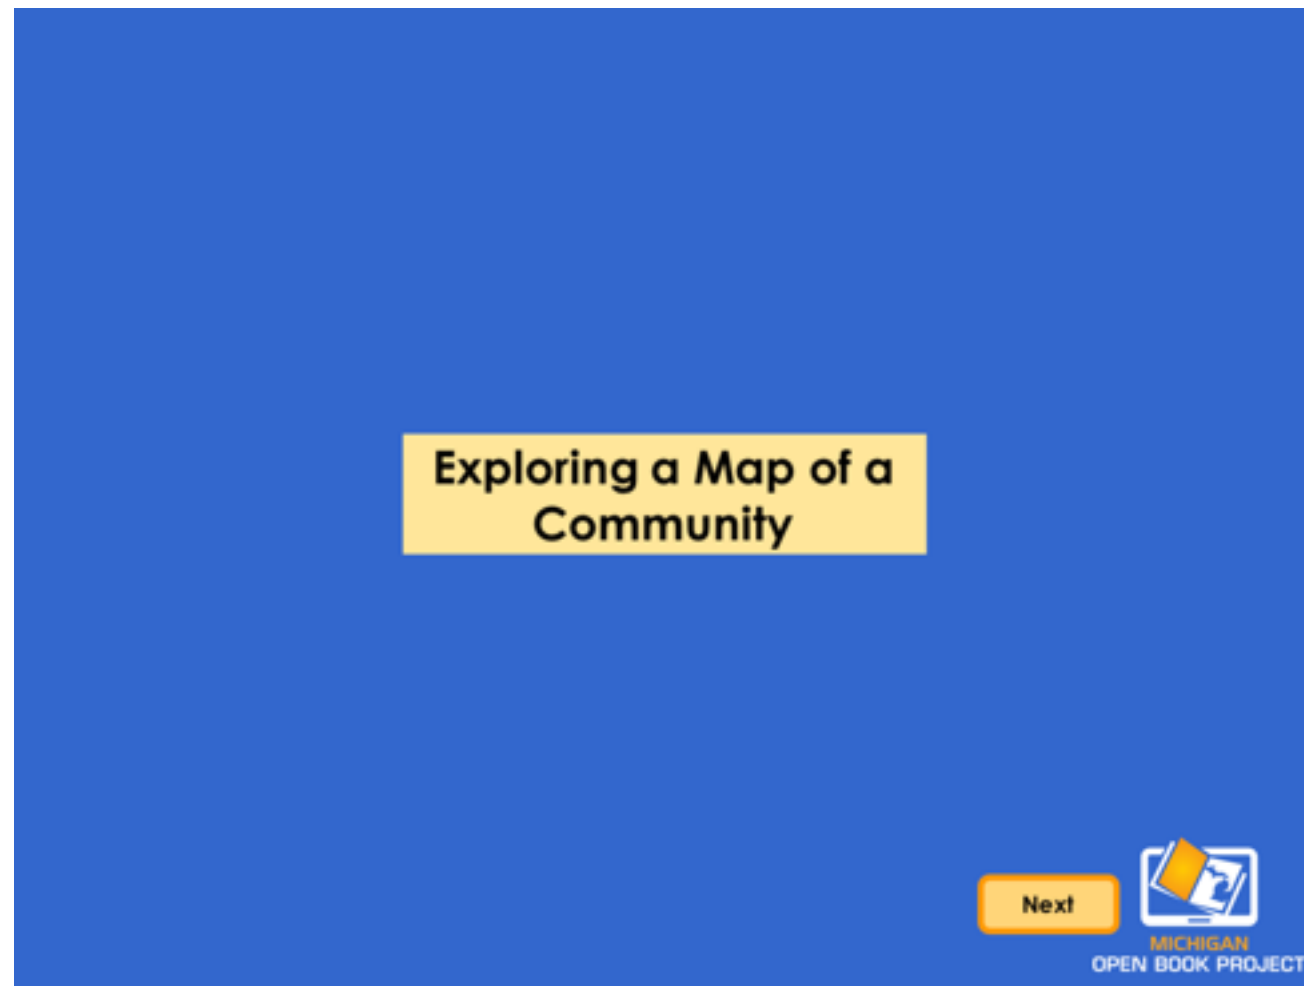 Exploring a Map of a
Community
Next
MICHIGAN
OPEN BOOK PROJECT